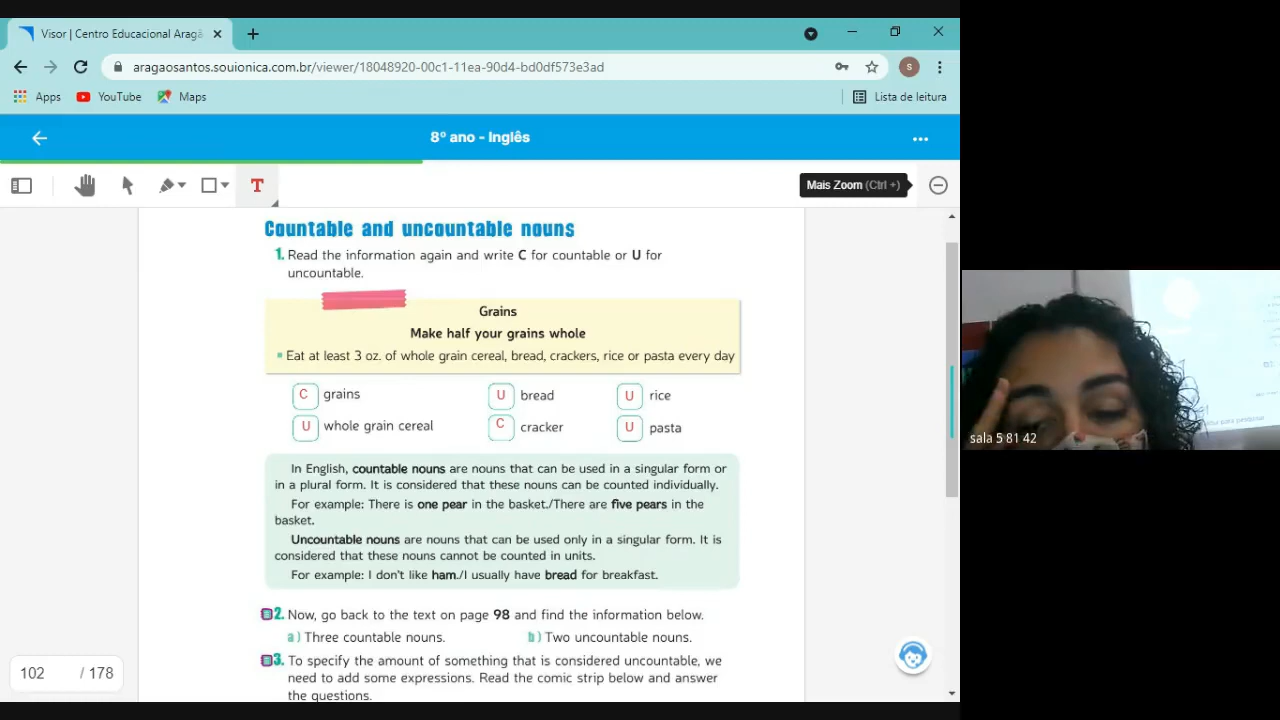 Visor | Centro Educacional Aragã
aragaosantos.souionica.com.br/viewer/18048920-00c1-11ea-90d4-bd0df573e3ad
S
Apps YouTube Maps Lista de leitura
8º ano - Inglês
T
Mais Zoom (Ctrl +)
Countable and uncountable nouns
1. Read the information again and write C for countable or U for
uncountable.
Grains
Make half your grains whole
Eat at least 3 oz. of whole grain cereal, bread, crackers, rice or pasta every day
C grains U bread U rice
U whole grain cereal C cracker U pasta
In English, countable nouns are nouns that can be used in a singular form or
in a plural form. It is considered that these nouns can be counted individually.
For example: There is one pear in the basket./There are five pears in the
basket.
Uncountable nouns are nouns that can be used only in a singular form. It is
considered that these nouns cannot be counted in units.
For example: I don't like ham./I usually have bread for breakfast.
2. Now, go back to the text on page 98 and find the information below.
a) Three countable nouns. b) Two uncountable nouns.
3. To specify the amount of something that is considered uncountable, we
need to add some expressions. Read the comic strip below and answer
the questions.
102 / 178
sala 5 81 42